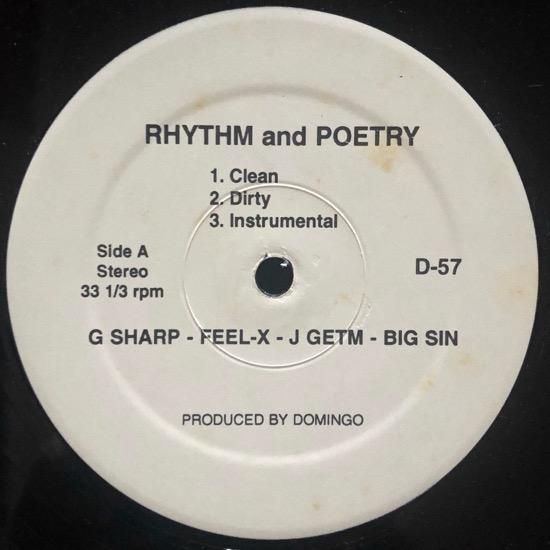 RHYTHM and POETRY
1. Clean
2. Dirty
3. Instrumental
Side A
Stereo
33 1/3 rpm
D-57
G SHARP - FEEL-X - J GETM - BIG SIN
PRODUCED BY DOMINGO